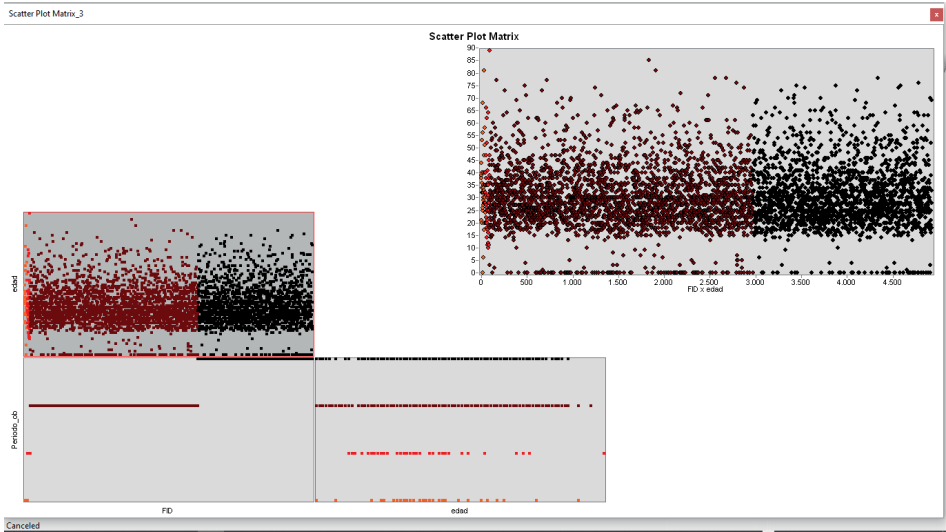 Scatter Plot Matrix_3
x
Scatter Plot Matrix
90
85
80
75
70
65
60
55
50
45
40
35
30
25
20
15
10
5
0
0 500 1.000 1.500 2.000 2.500 3.000 3.500 4.000 4.500
FID x edad
edad
Periodo_ob
FID edad
Canceled